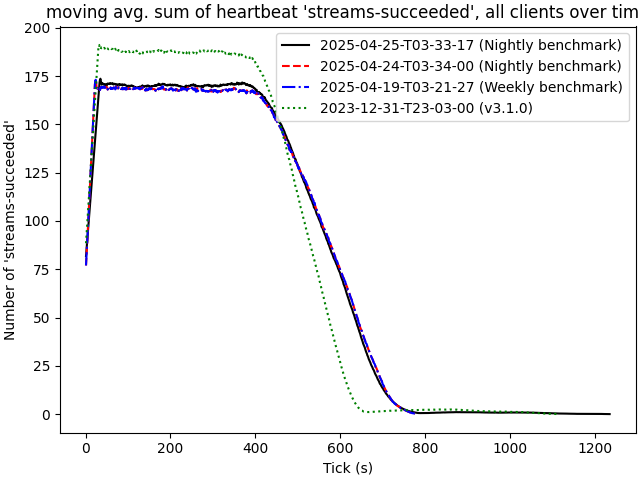 moving avg. sum of heartbeat 'streams-succeeded', all clients over tim
200
175
150
125
100
75
50
25
0
Number of 'streams-succeeded'
2025-04-25-T03-33-17 (Nightly benchmark)
2025-04-24-T03-34-00 (Nightly benchmark)
2025-04-19-T03-21-27 (Weekly benchmark)
2023-12-31-T23-03-00 (v3.1.0)
0 200 400 600 800 1000 1200
Tick (s)